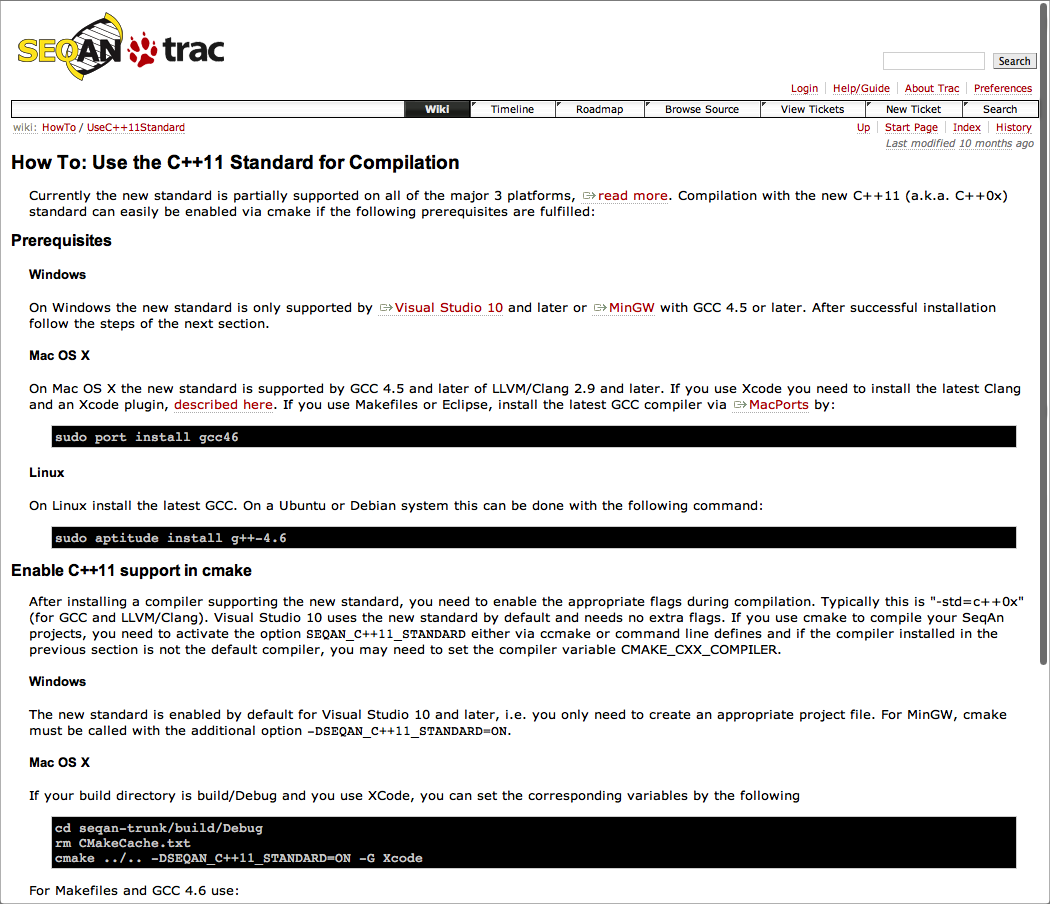 SEQAN trac
Search
Login Help/Guide About Trac Preferences
Wiki Timeline Roadmap Browse Source View Tickets New Ticket Search
wiki: HowTo / UseC++11Standard
Up Start Page Index History
Last modified 10 months ago
How To: Use the C++11 Standard for Compilation
Currently the new standard is partially supported on all of the major 3 platforms, read more. Compilation with the new C++11 (a.k.a. C++0x)
standard can easily be enabled via cmake if the following prerequisites are fulfilled:
Prerequisites
Windows
On Windows the new standard is only supported by Visual Studio 10 and later or MinGW with GCC 4.5 or later. After successful installation
follow the steps of the next section.
Mac OS X
On Mac OS X the new standard is supported by GCC 4.5 and later of LLVM/Clang 2.9 and later. If you use Xcode you need to install the latest Clang
and an Xcode plugin, described here. If you use Makefiles or Eclipse, install the latest GCC compiler via MacPorts by:
sudo port install gcc46
Linux
On Linux install the latest GCC. On a Ubuntu or Debian system this can be done with the following command:
sudo aptitude install g++-4.6
Enable C++11 support in cmake
After installing a compiler supporting the new standard, you need to enable the appropriate flags during compilation. Typically this is "-std=c++0x"
(for GCC and LLVM/Clang). Visual Studio 10 uses the new standard by default and needs no extra flags. If you use cmake to compile your SeqAn
projects, you need to activate the option SEQAN_C++11_STANDARD either via ccmake or command line defines and if the compiler installed in the
previous section is not the default compiler, you may need to set the compiler variable CMAKE_CXX_COMPILER.
Windows
The new standard is enabled by default for Visual Studio 10 and later, i.e. you only need to create an appropriate project file. For MinGW, cmake
must be called with the additional option -DSEQAN_C++11_STANDARD=ON.
Mac OS X
If your build directory is build/Debug and you use XCode, you can set the corresponding variables by the following
cd seqan-trunk/build/Debug
rm CMakeCache.txt
cmake ../.. -DSEQAN_C++11_STANDARD=ON -G Xcode
For Makefiles and GCC 4.6 use: